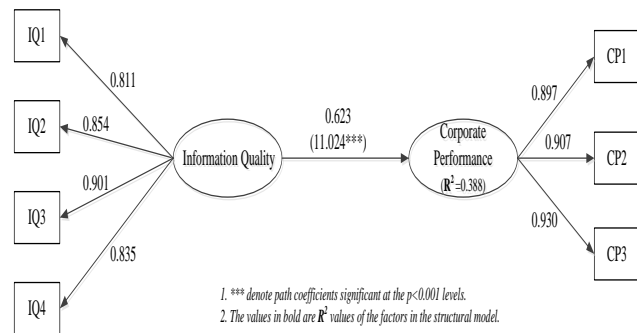 IQ1
0.811
IQ2
0.854
IQ3
0.901
IQ4
0.835
Information Quality
0.623
(11.024***)
Corporate
Performance
(R²=0.388)
CP1
0.897
CP2
0.907
CP3
0.930
1. *** denote path coefficients significant at the p<0.001 levels.
2. The values in bold are R² values of the factors in the structural model.